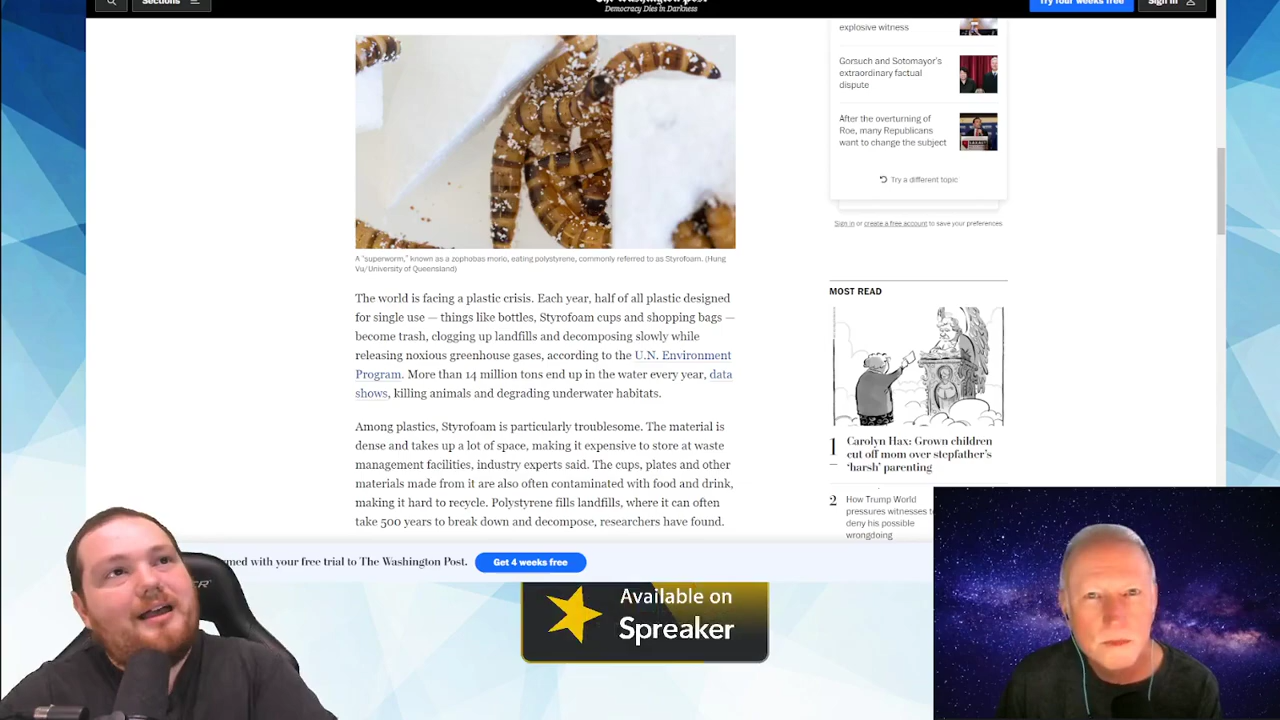 Sections
Democracy Dies in Darkness
Try four weeks free
Sign in
explosive witness
Gorsuch and Sotomayor's
extraordinary factual
dispute
After the overturning of
Roe, many Republicans
want to change the subject
Try a different topic
Sign in or create a free account to save your preferences
A "superworm," known as a zophobas morio, eating polystyrene, commonly referred to as Styrofoam. (Hung
Vu/University of Queensland)
The world is facing a plastic crisis. Each year, half of all plastic designed
for single use — things like bottles, Styrofoam cups and shopping bags —
become trash, clogging up landfills and decomposing slowly while
releasing noxious greenhouse gases, according to the U.N. Environment
Program. More than 14 million tons end up in the water every year, data
shows, killing animals and degrading underwater habitats.
Among plastics, Styrofoam is particularly troublesome. The material is
dense and takes up a lot of space, making it expensive to store at waste
management facilities, industry experts said. The cups, plates and other
materials made from it are also often contaminated with food and drink,
making it hard to recycle. Polystyrene fills landfills, where it can often
take 500 years to break down and decompose, researchers have found.
MOST READ
1
Carolyn Hax: Grown children
cut off mom over stepfather's
'harsh' parenting
2
How Trump World
pressures witnesses to
deny his possible
wrongdoing
with your free trial to The Washington Post.
Get 4 weeks free
Available on
Spreaker